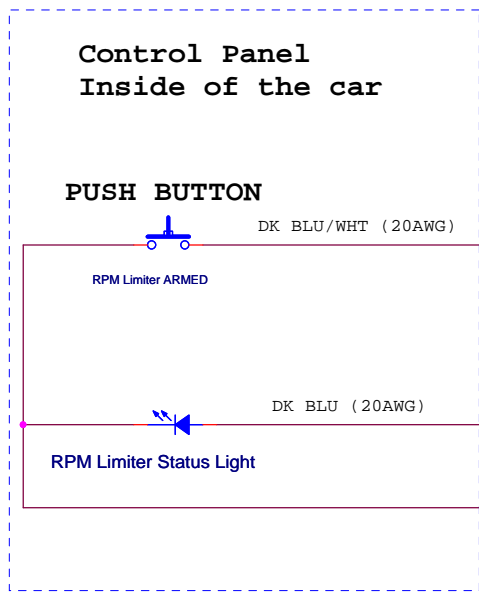 Control Panel
Inside of the car
PUSH BUTTON
DK BLU/WHT (20AWG)
RPM Limiter ARMED
DK BLU (20AWG)
RPM Limiter Status Light